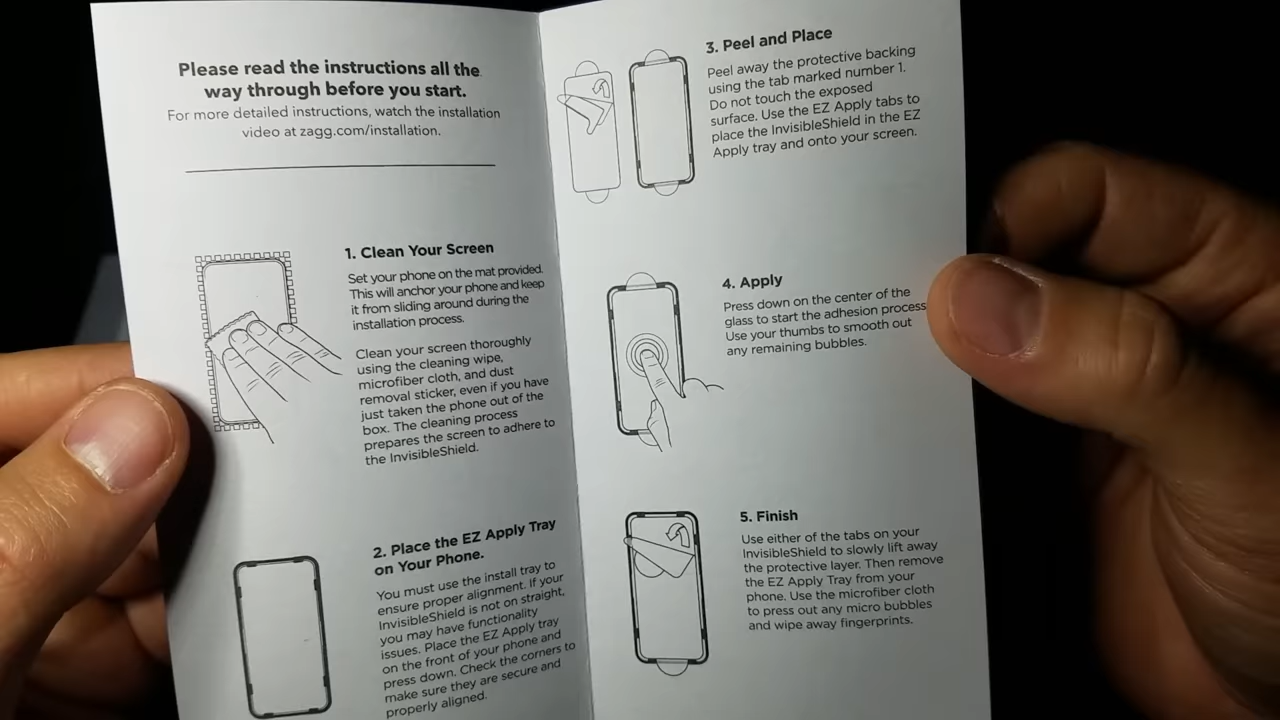 Please read the instructions all the
way through before you start.
For more detailed instructions, watch the installation
video at zagg.com/installation.
1. Clean Your Screen
Set your phone on the mat provided.
This will anchor your phone and keep
it from sliding around during the
installation process.
Clean your screen thoroughly
using the cleaning wipe,
microfiber cloth, and dust
removal sticker, even if you have
just taken the phone out of the
box. The cleaning process
prepares the screen to adhere to
the InvisibleShield.
2. Place the EZ Apply Tray
on Your Phone.
You must use the install tray to
ensure proper alignment. If your
InvisibleShield is not on straight,
you may have functionality
issues. Place the EZ Apply tray
on the front of your phone and
press down. Check the corners to
make sure they are secure and
properly aligned.
3. Peel and Place
Peel away the protective backing
using the tab marked number 1.
Do not touch the exposed
surface. Use the EZ Apply tabs to
place the InvisibleShield in the EZ
Apply tray and onto your screen.
4. Apply
Press down on the center of the
glass to start the adhesion process
Use your thumbs to smooth out
any remaining bubbles.
5. Finish
Use either of the tabs on your
InvisibleShield to slowly lift away
the protective layer. Then remove
the EZ Apply Tray from your
phone. Use the microfiber cloth
to press out any micro bubbles
and wipe away fingerprints.